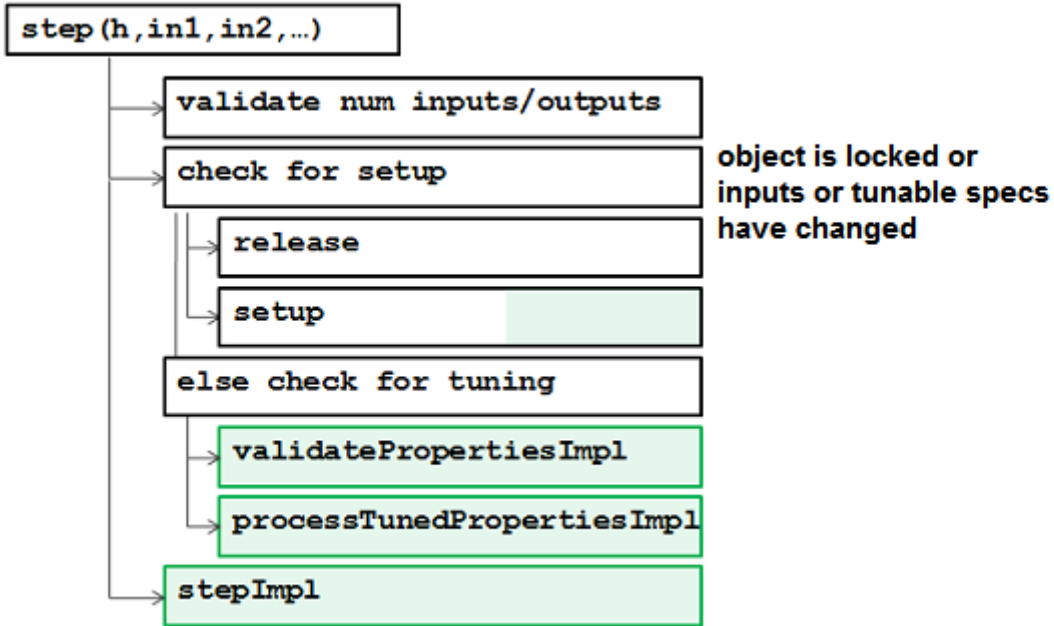 step(h,in1,in2,…)
validate num inputs/outputs
check for setup
object is locked or
inputs or tunable specs
have changed
release
setup
else check for tuning
validatePropertiesImpl
processTunedPropertiesImpl
stepImpl